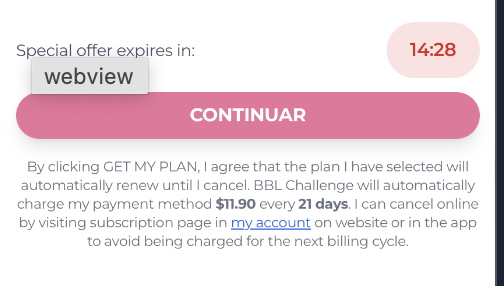 Special offer expires in:
14:28
webview
CONTINUAR
By clicking GET MY PLAN, I agree that the plan I have selected will
automatically renew until I cancel. BBL Challenge will automatically
charge my payment method $11.90 every 21 days. I can cancel online
by visiting subscription page in my account on website or in the app
to avoid being charged for the next billing cycle.